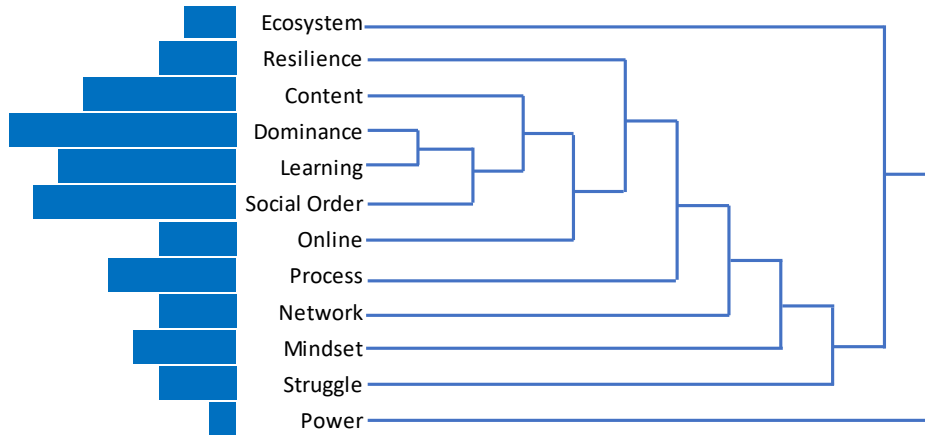 Ecosystem
Resilience
Content
Dominance
Learning
Social Order
Online
Process
Network
Mindset
Struggle
Power